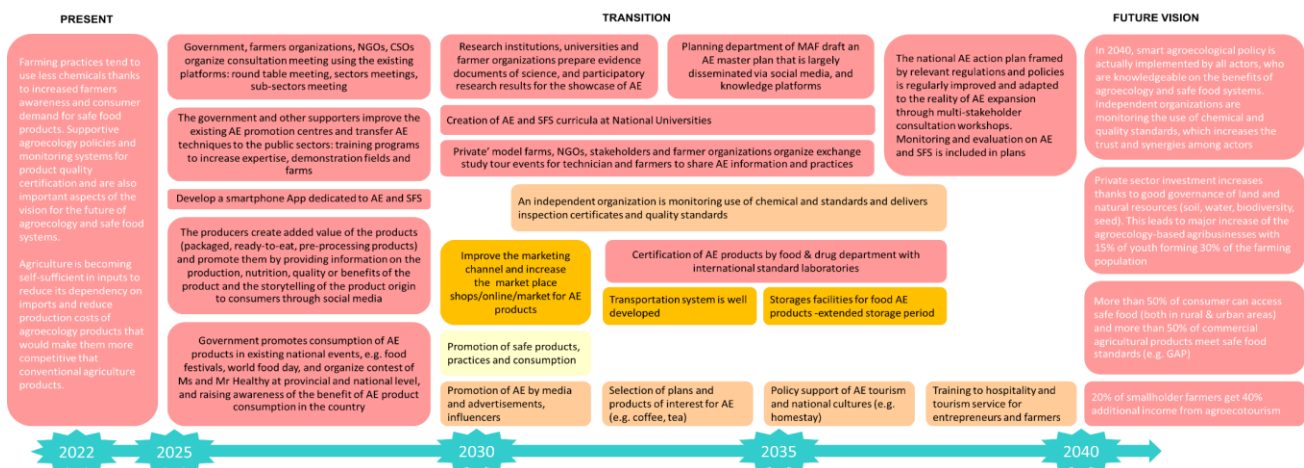 PRESENT
TRANSITION
FUTURE VISION
Farming practices tend to
use less chemicals thanks
to increased farmers
awareness and consumer
demand for safe food
products. Supportive
agroecology policies and
monitoring systems for
product quality
certification and are also
important aspects of the
vision for the future of
agroecology and safe food
systems.
Agriculture is becoming
self-sufficient in inputs to
reduce its dependency on
imports and reduce
production costs of
agroecology products that
would make them more
competitive that
conventional agriculture
products.
Government, farmers organizations, NGOs, CSOs
organize consultation meeting using the existing
platforms: round table meeting, sectors meetings,
sub-sectors meeting
The government and other supporters improve the
existing AE promotion centres and transfer AE
techniques to the public sectors: training programs
to increase expertise, demonstration fields and
farms
Develop a smartphone App dedicated to AE and SFS
The producers create added value of the products
(packaged, ready-to-eat, pre-processing products)
and promote them by providing information on the
production, nutrition, quality or benefits of the
product and the storytelling of the product origin
to consumers through social media
Government promotes consumption of AE
products in existing national events, e.g. food
festivals, world food day, and organize contest of
Ms and Mr Healthy at provincial and national level,
and raising awareness of the benefit of AE product
consumption in the country
Research institutions, universities and
farmer organizations prepare evidence
documents of science, and participatory
research results for the showcase of AE
Planning department of MAF draft an
AE master plan that is largely
disseminated via social media, and
knowledge platforms
Creation of AE and SFS curricula at National Universities
Private' model farms, NGOs, stakeholders and farmer organizations organize exchange
study tour events for technician and farmers to share AE information and practices
The national AE action plan framed
by relevant regulations and policies
is regularly improved and adapted
to the reality of AE expansion
through multi-stakeholder
consultation workshops.
Monitoring and evaluation on AE
and SFS is included in plans
An independent organization is monitoring use of chemical and standards and delivers
inspection certificates and quality standards
Improve the marketing
channel and increase
the market place
shops/online/market for AE
products
Certification of AE products by food & drug department with
international standard laboratories
Transportation system is well
developed
Storages facilities for food AE
products -extended storage period
Promotion of safe products,
practices and consumption
Promotion of AE by media
and advertisements,
influencers
Selection of plans and
products of interest for AE
(e.g. coffee, tea)
Policy support of AE tourism
and national cultures (e.g.
homestay)
Training to hospitality and
tourism service for
entrepreneurs and farmers
In 2040, smart agroecological policy is
actually implemented by all actors, who
are knowledgeable on the benefits of
agroecology and safe food systems.
Independent organizations are
monitoring the use of chemical and
quality standards, which increases the
trust and synergies among actors
Private sector investment increases
thanks to good governance of land and
natural resources (soil, water, biodiversity,
seed). This leads to major increase of the
agroecology-based agribusinesses with
15% of youth forming 30% of the farming
population
More than 50% of consumer can access
safe food (both in rural & urban areas)
and more than 50% of commercial
agricultural products meet safe food
standards (e.g. GAP)
20% of smallholder farmers get 40%
additional income from agroecotourism
2022
2025
2030
2035
2040